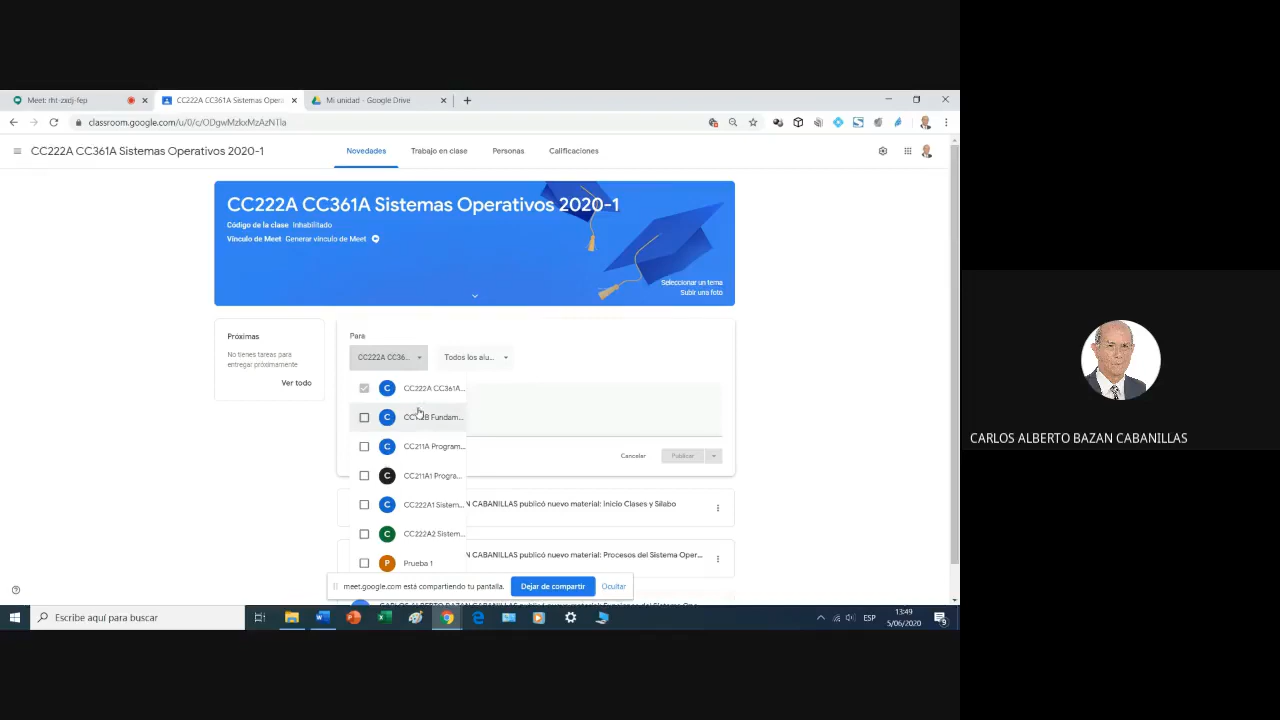 Meet: rht-zxdj-fep
CC222A CC361A Sistemas Opera
Mi unidad - Google Drive
classroom.google.com/u/0/c/ODgwMzkxMzAzNTla
CC222A CC361A Sistemas Operativos 2020-1
Novedades
Trabajo en clase
Personas
Calificaciones
CC222A CC361A Sistemas Operativos 2020-1
Código de la clase Inhabilitado
Vínculo de Meet Generar vínculo de Meet
Seleccionar un tema
Subir una foto
Próximas
No tienes tareas para
entregar próximamente
Ver todo
Para
CC222A CC36...
Todos los alu...
C CC222A CC361A...
C Fundam...
C CC211A Program...
C CC211A1 Progra...
C CC222A1 Sistem...
C CC222A2 Sistem...
P Prueba 1
Cancelar
Publicar
N CABANILLAS publicó nuevo material: Inicio Clases y Sílabo
N CABANILLAS publicó nuevo material: Procesos del Sistema Oper...
meet.google.com está compartiendo tu pantalla.
Dejar de compartir
Ocultar
Escribe aquí para buscar
ESP
13:49
5/06/2020
CARLOS ALBERTO BAZAN CABANILLAS